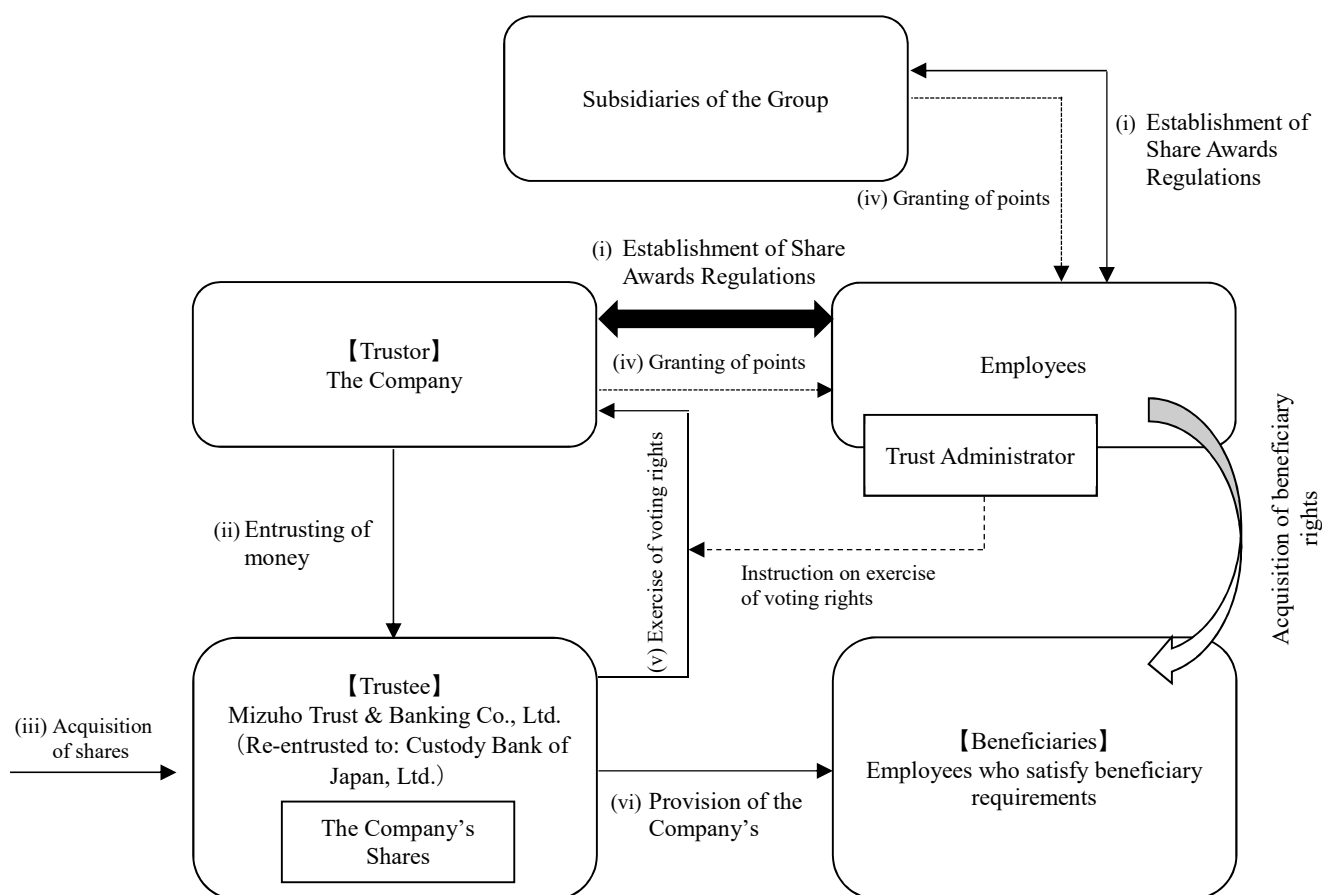 Subsidiaries of the Group
(i) Establishment of
Share Awards
Regulations
(iv) Granting of points
(i) Establishment of Share
Awards Regulations
【Trustor】
The Company
(iv) Granting of points
Employees
Trust Administrator
Acquisition of beneficiary
rights
(ii) Entrusting of
money
(v) Exercise of voting rights
Instruction on exercise
of voting rights
(iii) Acquisition
of shares
【Trustee】
Mizuho Trust & Banking Co., Ltd.
（Re-entrusted to: Custody Bank of
Japan, Ltd.）
The Company’s
Shares
(vi) Provision of the
Company’s
【Beneficiaries】
Employees who satisfy beneficiary
requirements